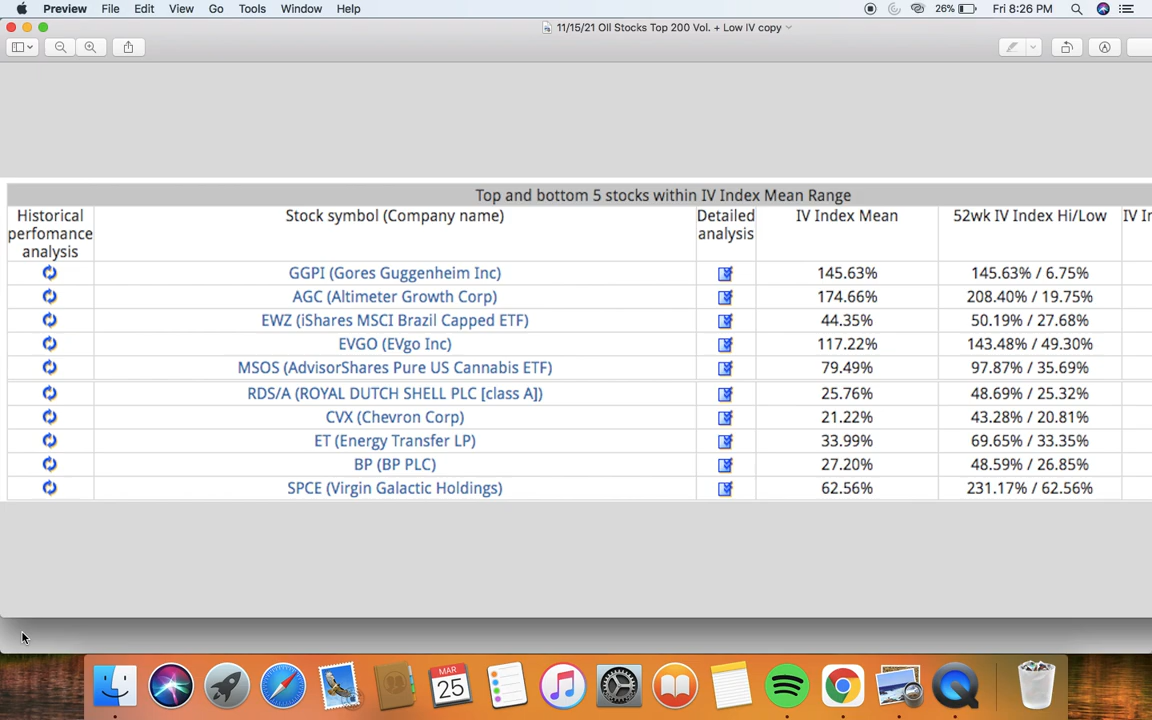 Preview File Edit View Go Tools Window Help 26% Fri 8:26 PM
11/15/21 Oil Stocks Top 200 Vol. + Low IV copy
Top and bottom 5 stocks within IV Index Mean Range
Historical perfomance analysis Stock symbol (Company name) Detailed analysis IV Index Mean 52wk IV Index Hi/Low
GGPI (Gores Guggenheim Inc) 145.63% 145.63% / 6.75%
AGC (Altimeter Growth Corp) 174.66% 208.40% / 19.75%
EWZ (iShares MSCI Brazil Capped ETF) 44.35% 50.19% / 27.68%
EVGO (EVgo Inc) 117.22% 143.48% / 49.30%
MSOS (AdvisorShares Pure US Cannabis ETF) 79.49% 97.87% / 35.69%
RDS/A (ROYAL DUTCH SHELL PLC [class A]) 25.76% 48.69% / 25.32%
CVX (Chevron Corp) 21.22% 43.28% / 20.81%
ET (Energy Transfer LP) 33.99% 69.65% / 33.35%
BP (BP PLC) 27.20% 48.59% / 26.85%
SPCE (Virgin Galactic Holdings) 62.56% 231.17% / 62.56%
MAR
25